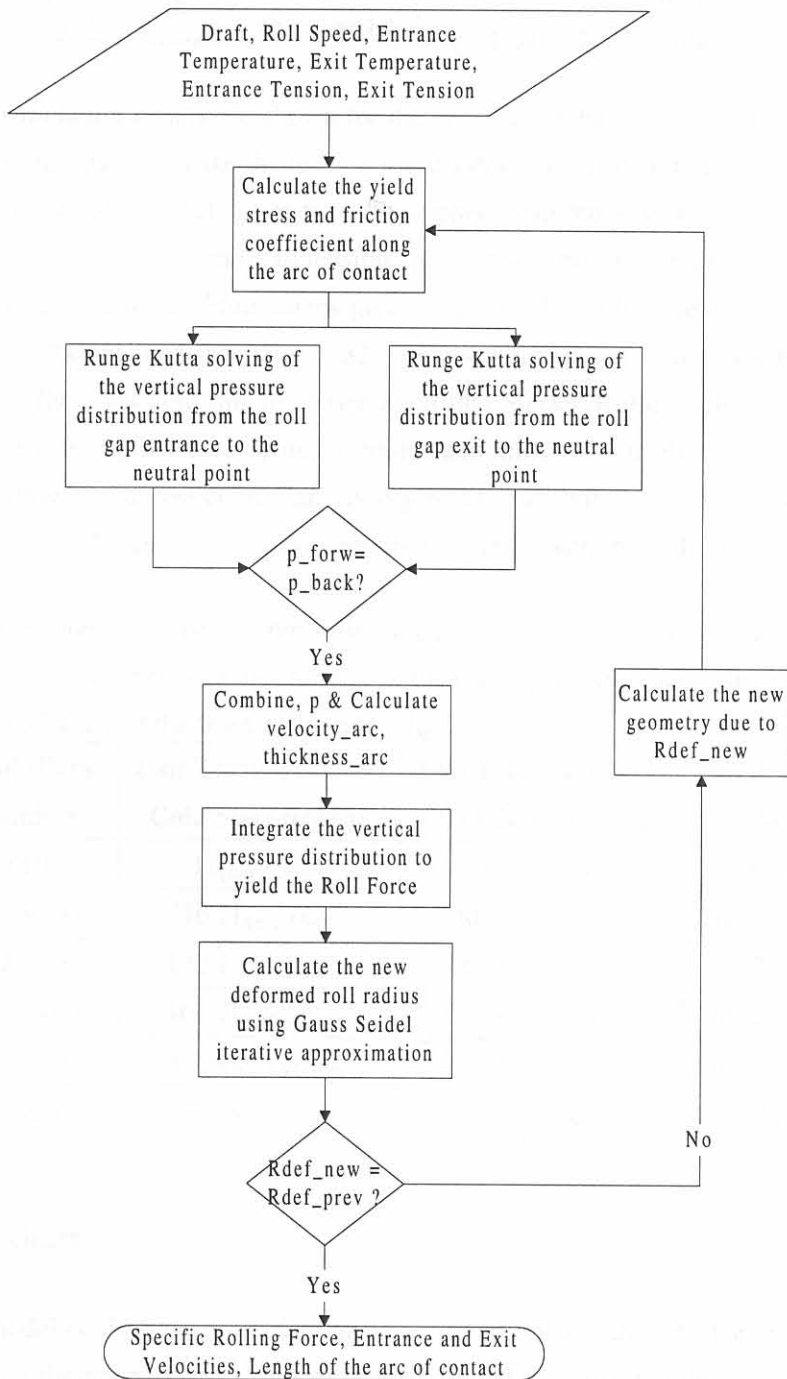 Draft, Roll Speed, Entrance
Temperature, Exit Temperature,
Entrance Tension, Exit Tension
Calculate the yield
stress and friction
coeffiecient along
the arc of contact
Runge Kutta solving of
the vertical pressure
distribution from the roll
gap entrance to the
neutral point
Runge Kutta solving of
the vertical pressure
distribution from the roll
gap exit to the neutral
point
p_forw=
p_back?
Yes
Combine, p & Calculate
velocity_arc,
thickness_arc
Calculate the new
geometry due to
Rdef_new
Integrate the vertical
pressure distribution to
yield the Roll Force
Calculate the new
deformed roll radius
using Gauss Seidel
iterative approximation
No
Rdef_new =
Rdef_prev ?
Yes
Specific Rolling Force, Entrance and Exit
Velocities, Length of the arc of contact